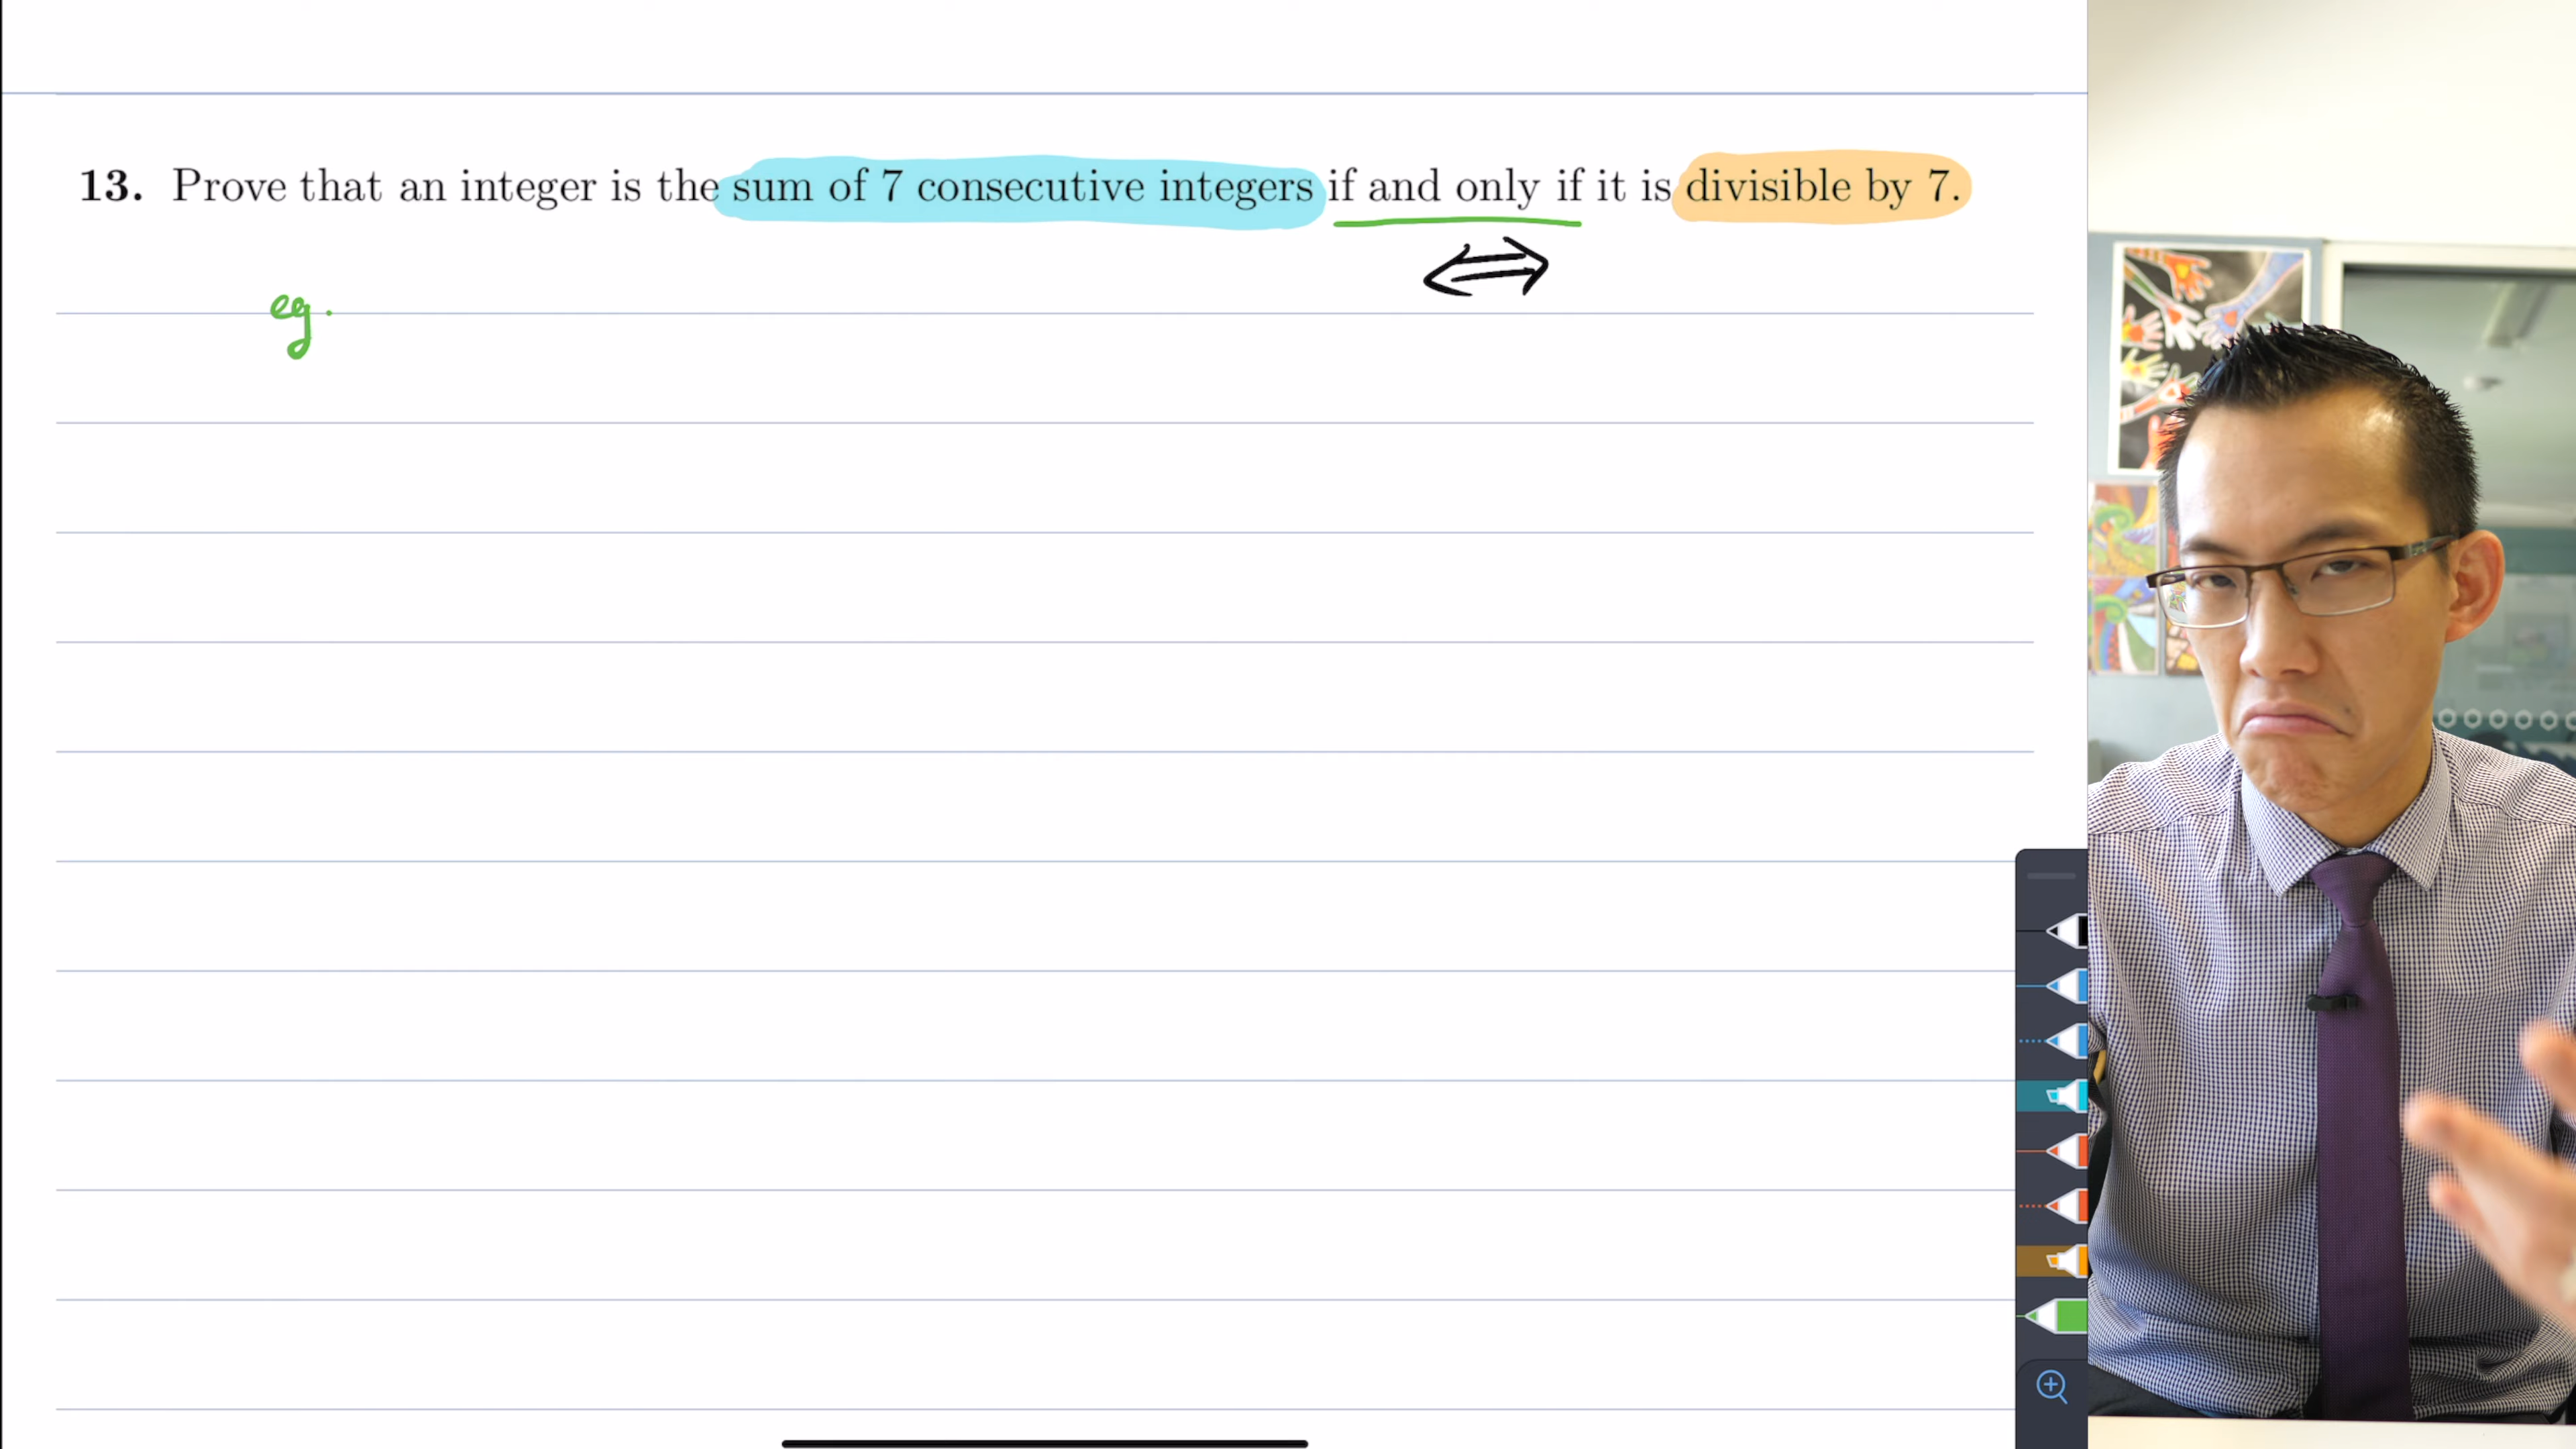 13. Prove that an integer is the sum of 7 consecutive integers if and only if it is divisible by 7.
⟺
eg.